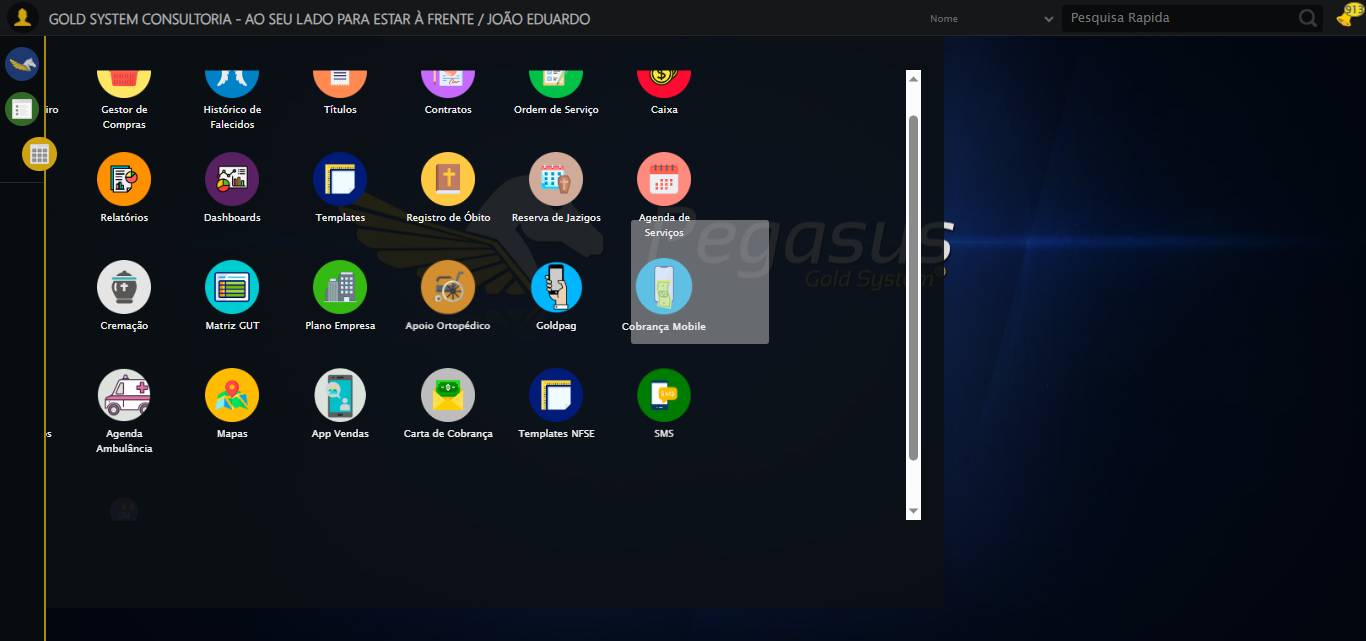 GOLD SYSTEM CONSULTORIA - AO SEU LADO PARA ESTAR À FRENTE / JOÃO EDUARDO
Nome
Pesquisa Rapida
913
iro
Gestor de
Compras
Histórico de
Falecidos
Títulos
Contratos
Ordem de Serviço
Caixa
Relatórios
Dashboards
Templates
Registro de Óbito
Reserva de Jazigos
Agenda de
Serviços
Pegasus
Gold System®
Cremação
Matriz GUT
Plano Empresa
Apoio Ortopédico
Goldpag
Cobrança Mobile
os
Agenda
Ambulância
Mapas
App Vendas
Carta de Cobrança
Templates NFSE
SMS